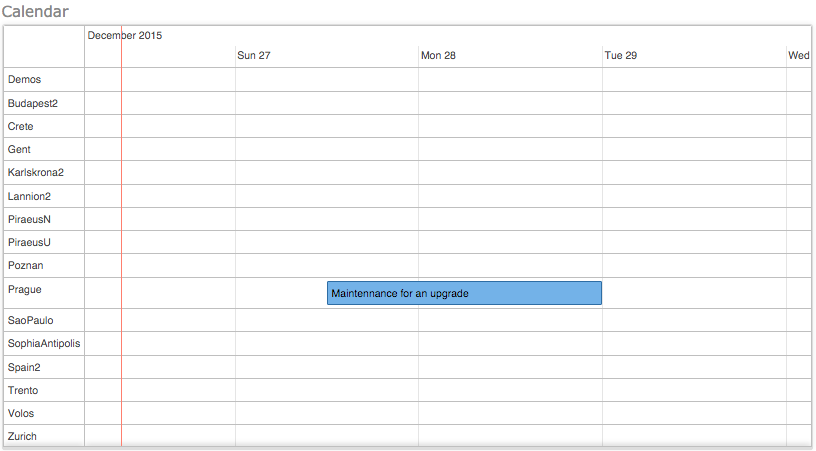 Calendar
December 2015
Sun 27 Mon 28 Tue 29 Wed
Demos
Budapest2
Crete
Gent
Karlskrona2
Lannion2
PiraeusN
PiraeusU
Poznan
Prague Maintennance for an upgrade
SaoPaulo
SophiaAntipolis
Spain2
Trento
Volos
Zurich